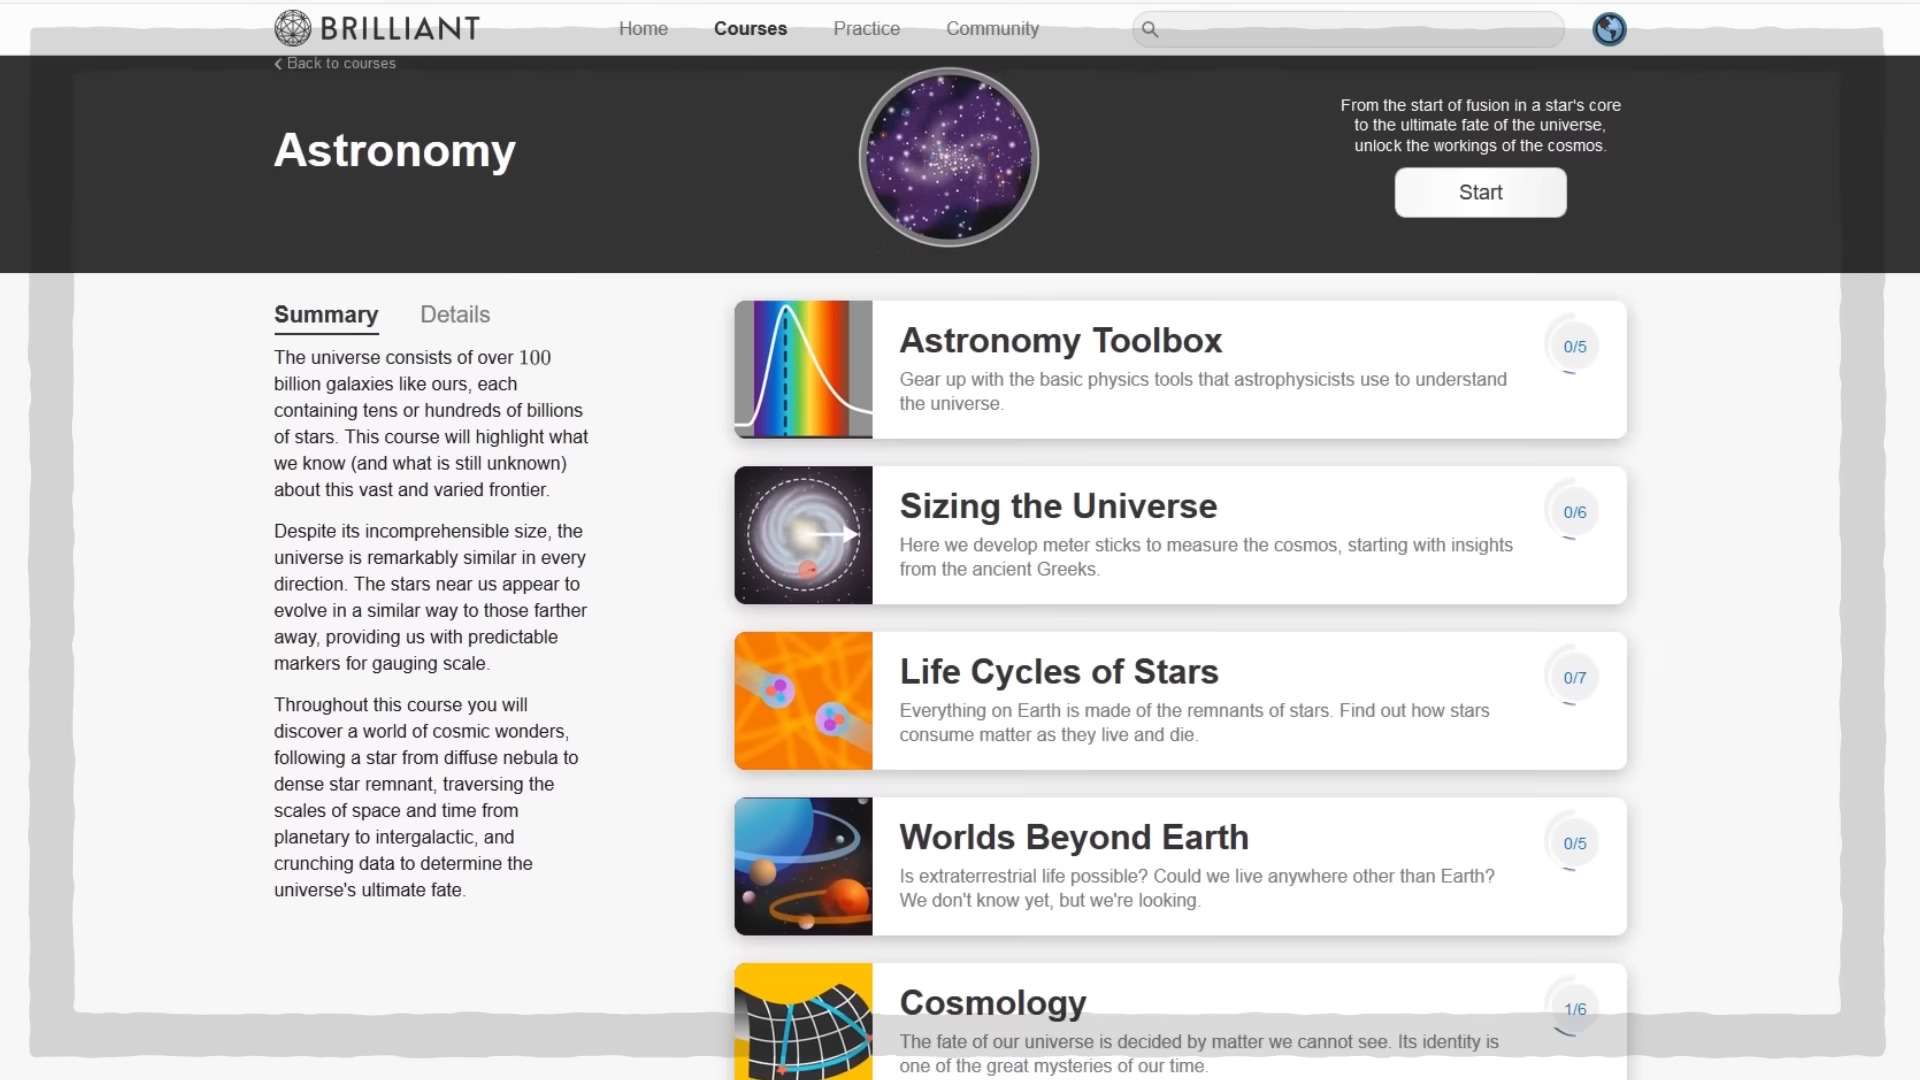 BRILLIANT
Home
Courses
Practice
Community
Back to courses
Astronomy
From the start of fusion in a star's core
to the ultimate fate of the universe,
unlock the workings of the cosmos.
Start
Summary
Details
The universe consists of over 100
billion galaxies like ours, each
containing tens or hundreds of billions
of stars. This course will highlight what
we know (and what is still unknown)
about this vast and varied frontier.
Despite its incomprehensible size, the
universe is remarkably similar in every
direction. The stars near us appear to
evolve in a similar way to those farther
away, providing us with predictable
markers for gauging scale.
Throughout this course you will
discover a world of cosmic wonders,
following a star from diffuse nebula to
dense star remnant, traversing the
scales of space and time from
planetary to intergalactic, and
crunching data to determine the
universe's ultimate fate.
Astronomy Toolbox
0/5
Gear up with the basic physics tools that astrophysicists use to understand
the universe.
Sizing the Universe
0/6
Here we develop meter sticks to measure the cosmos, starting with insights
from the ancient Greeks.
Life Cycles of Stars
0/7
Everything on Earth is made of the remnants of stars. Find out how stars
consume matter as they live and die.
Worlds Beyond Earth
0/5
Is extraterrestrial life possible? Could we live anywhere other than Earth?
We don't know yet, but we're looking.
Cosmology
1/6
The fate of our universe is decided by matter we cannot see. Its identity is
one of the great mysteries of our time.